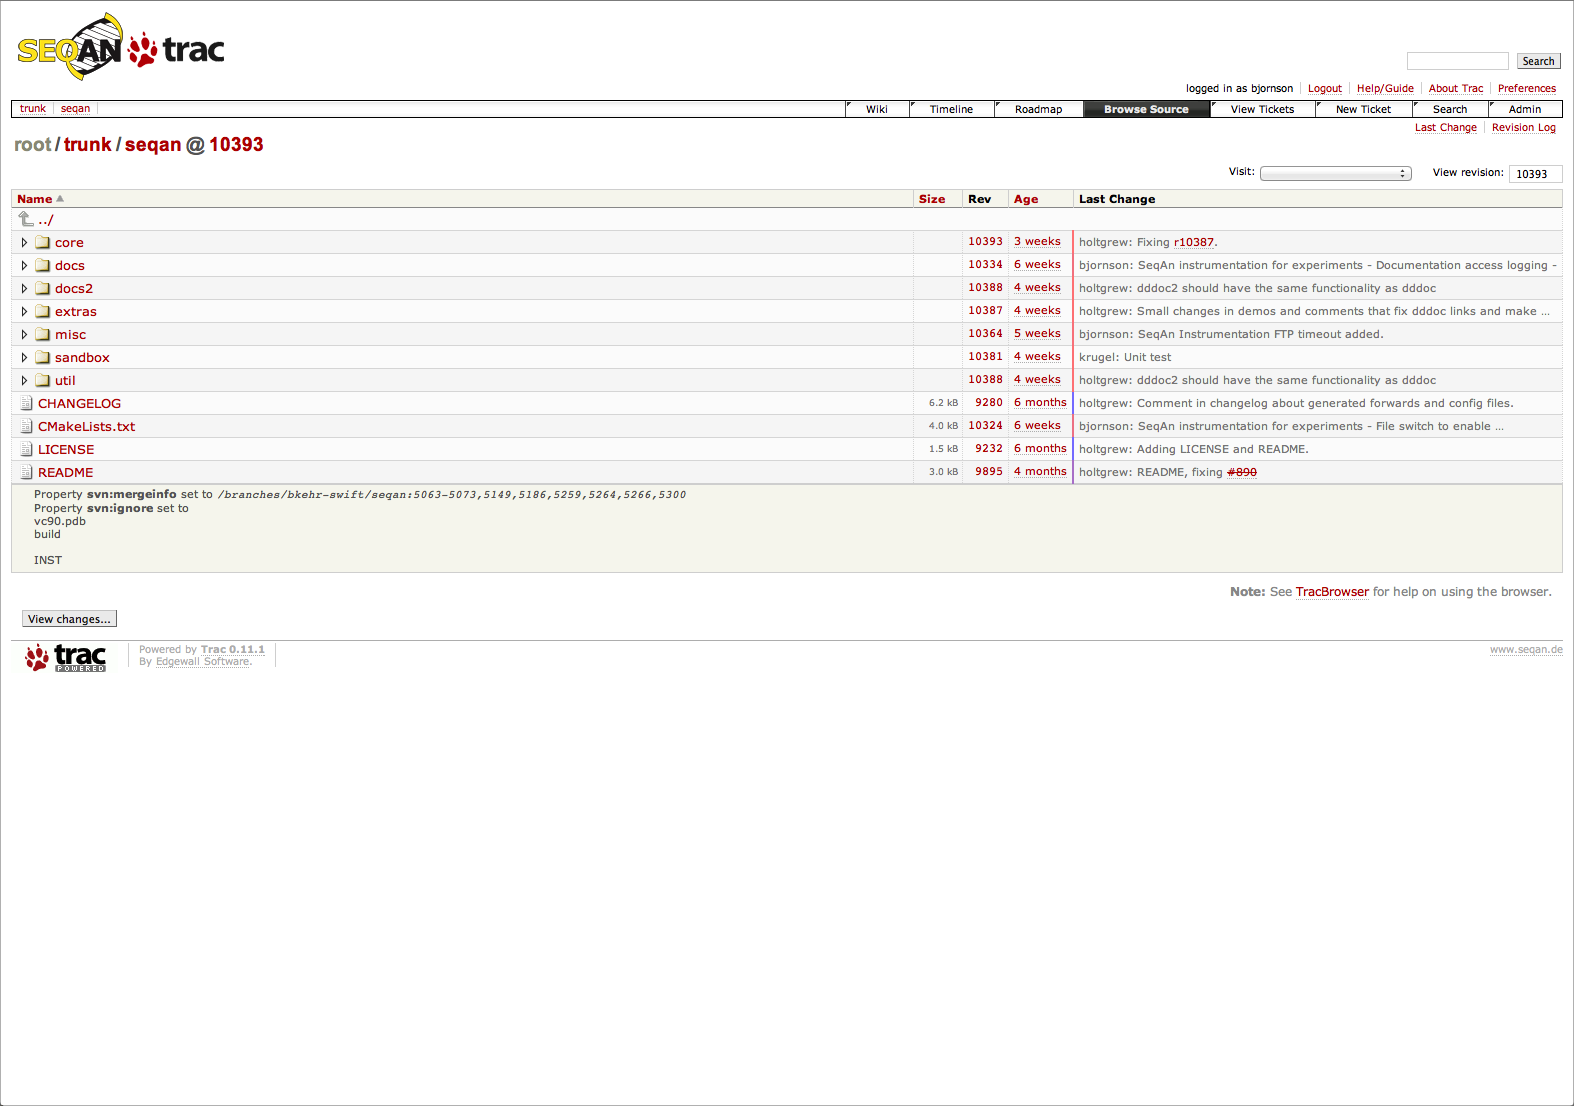 SEQAN trac
Search
logged in as bjornson Logout Help/Guide About Trac Preferences
trunk seqan Wiki Timeline Roadmap Browse Source View Tickets New Ticket Search Admin
Last Change Revision Log
root / trunk / seqan @ 10393
Visit: View revision: 10393
Name Size Rev Age Last Change
../
core 10393 3 weeks holtgrew: Fixing r10387.
docs 10334 6 weeks bjornson: SeqAn instrumentation for experiments - Documentation access logging -
docs2 10388 4 weeks holtgrew: dddoc2 should have the same functionality as dddoc
extras 10387 4 weeks holtgrew: Small changes in demos and comments that fix dddoc links and make ...
misc 10364 5 weeks bjornson: SeqAn Instrumentation FTP timeout added.
sandbox 10381 4 weeks krugel: Unit test
util 10388 4 weeks holtgrew: dddoc2 should have the same functionality as dddoc
CHANGELOG 6.2 kB 9280 6 months holtgrew: Comment in changelog about generated forwards and config files.
CMakeLists.txt 4.0 kB 10324 6 weeks bjornson: SeqAn instrumentation for experiments - File switch to enable ...
LICENSE 1.5 kB 9232 6 months holtgrew: Adding LICENSE and README.
README 3.0 kB 9895 4 months holtgrew: README, fixing #890
Property svn:mergeinfo set to /branches/bkehr-swift/seqan:5063-5073,5149,5186,5259,5264,5266,5300
Property svn:ignore set to
vc90.pdb
build
INST
Note: See TracBrowser for help on using the browser.
View changes...
trac POWERED
Powered by Trac 0.11.1
By Edgewall Software.
www.seqan.de